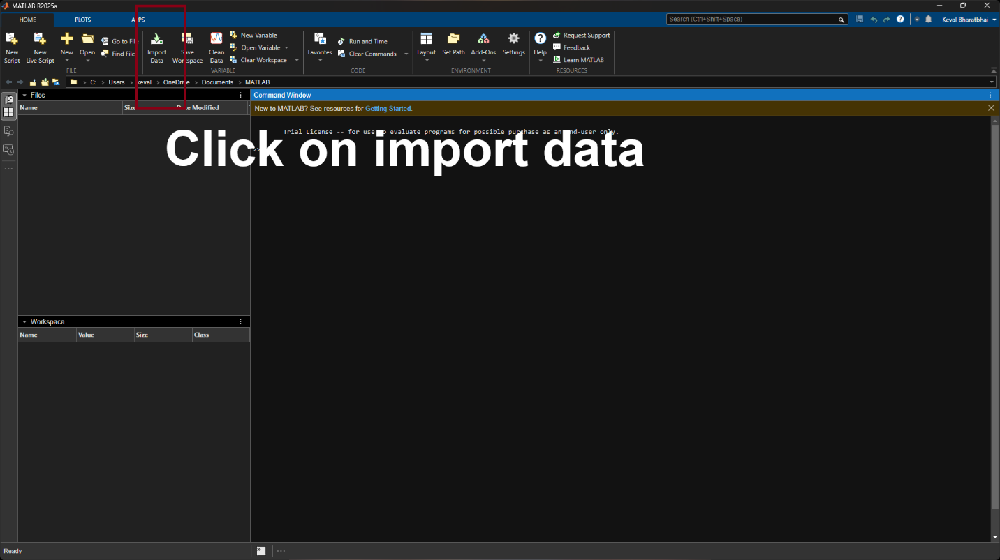 MATLAB R2025a
HOME PLOTS APPS
Search (Ctrl+Shift+Space)
Keval Bharatbhai
New Script
New Live Script
New
Open
Go to File
Find Files
FILE
Import Data
Save Workspace
Clean Data
New Variable
Open Variable
Clear Workspace
VARIABLE
Favorites
Run and Time
Clear Commands
CODE
Layout
Set Path
Add-Ons
Settings
ENVIRONMENT
Help
Request Support
Feedback
Learn MATLAB
RESOURCES
C: › Users › keval › OneDrive › Documents › MATLAB
Files
Name Size Date Modified
Command Window
New to MATLAB? See resources for Getting Started.
Trial License -- for use to evaluate programs for possible purchase as an end-user only.
>>
Click on import data
Workspace
Name Value Size Class
Ready